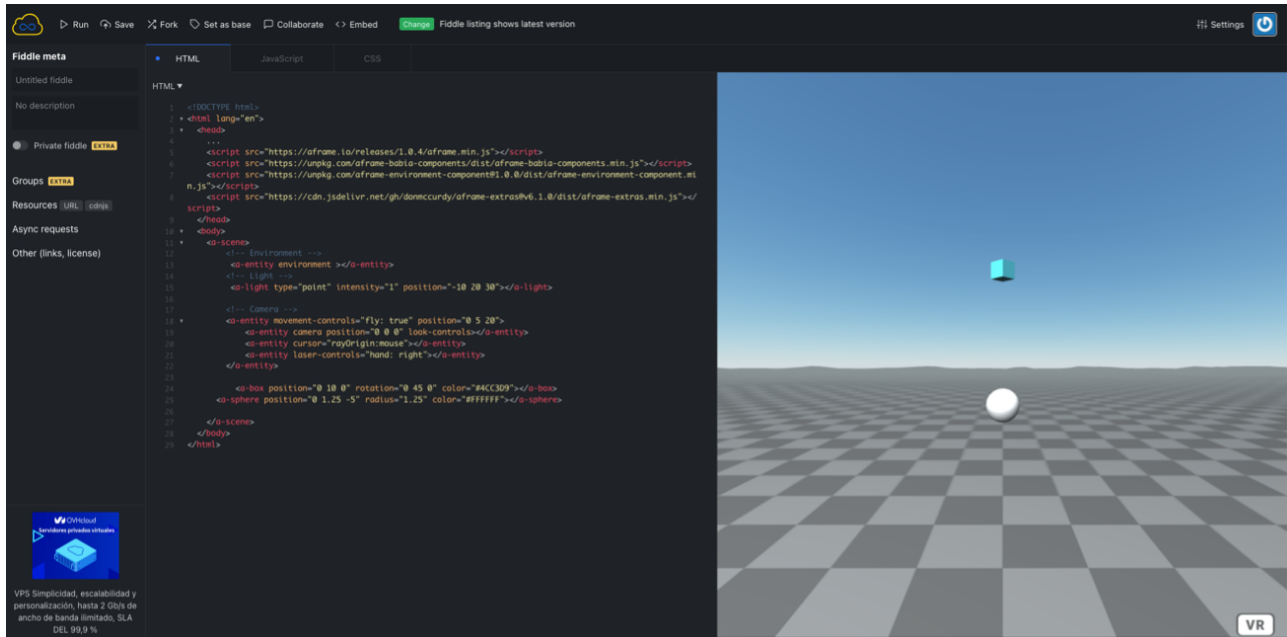 Run Save Fork Set as base Collaborate <> Embed Change Fiddle listing shows latest version Settings
Fiddle meta
Untitled fiddle
No description
Private fiddle EXTRA
Groups EXTRA
Resources URL cdnjs
Async requests
Other (links, license)
HTML JavaScript CSS
HTML ▼
1 <!DOCTYPE html>
2 <html lang="en">
3 <head>
4 ...
5 <script src="https://aframe.io/releases/1.0.4/aframe.min.js"></script>
6 <script src="https://unpkg.com/aframe-babia-components/dist/aframe-babia-components.min.js"></script>
7 <script src="https://unpkg.com/aframe-environment-component@1.0.0/dist/aframe-environment-component.mi
n.js"></script>
8 <script src="https://cdn.jsdelivr.net/gh/donmccurdy/aframe-extras@v6.1.0/dist/aframe-extras.min.js"></
script>
9 </head>
10 <body>
11 <a-scene>
12 <!-- Environment -->
13 <a-entity environment ></a-entity>
14 <!-- Light -->
15 <a-light type="point" intensity="1" position="-10 20 30"></a-light>
16
17 <!-- Camera -->
18 <a-entity movement-controls="fly: true" position="0 5 20">
19 <a-entity camera position="0 0 0" look-controls></a-entity>
20 <a-entity cursor="rayOrigin:mouse"></a-entity>
21 <a-entity laser-controls="hand: right"></a-entity>
22 </a-entity>
23
24 <a-box position="0 10 0" rotation="0 45 0" color="#4CC3D9"></a-box>
25 <a-sphere position="0 1.25 -5" radius="1.25" color="#FFFFFF"></a-sphere>
26
27 </a-scene>
28 </body>
29 </html>
OVHcloud
Servidores privados virtuales
VPS Simplicidad, escalabilidad y
personalización, hasta 2 Gb/s de
ancho de banda ilimitado, SLA
DEL 99,9 %
VR